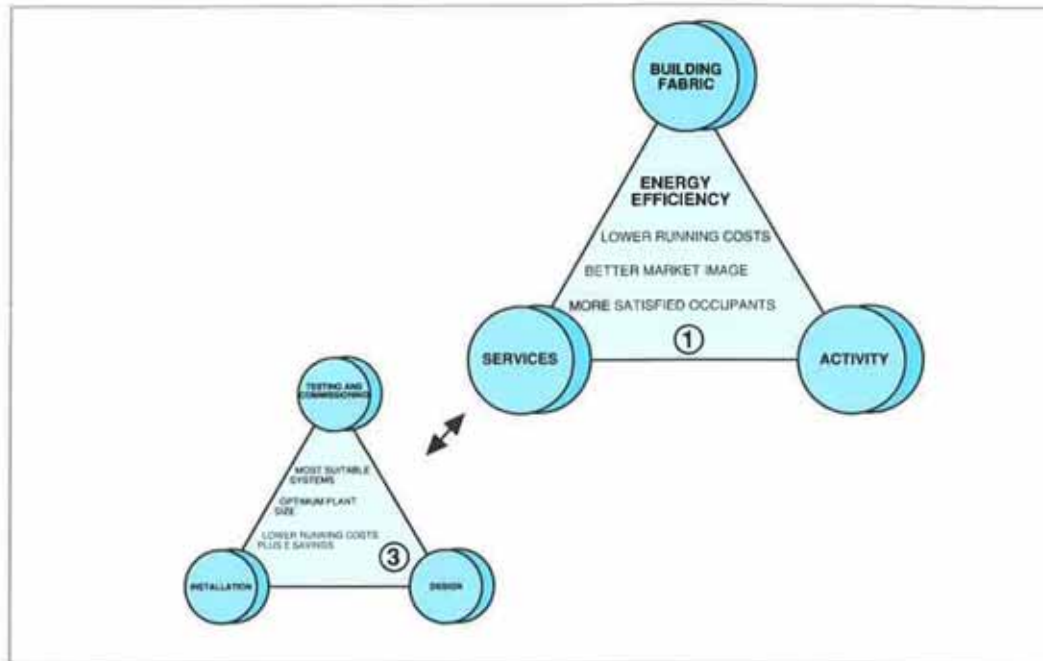 BUILDING
FABRIC
ENERGY
EFFICIENCY
LOWER RUNNING COSTS
BETTER MARKET IMAGE
MORE SATISFIED OCCUPANTS
1
SERVICES
ACTIVITY
TESTING AND
COMMISSIONING
MOST SUITABLE
SYSTEMS
OPTIMUM PLANT
SIZE
LOWER RUNNING COSTS
PLUS E SAVINGS
3
INSTALLATION
DESIGN